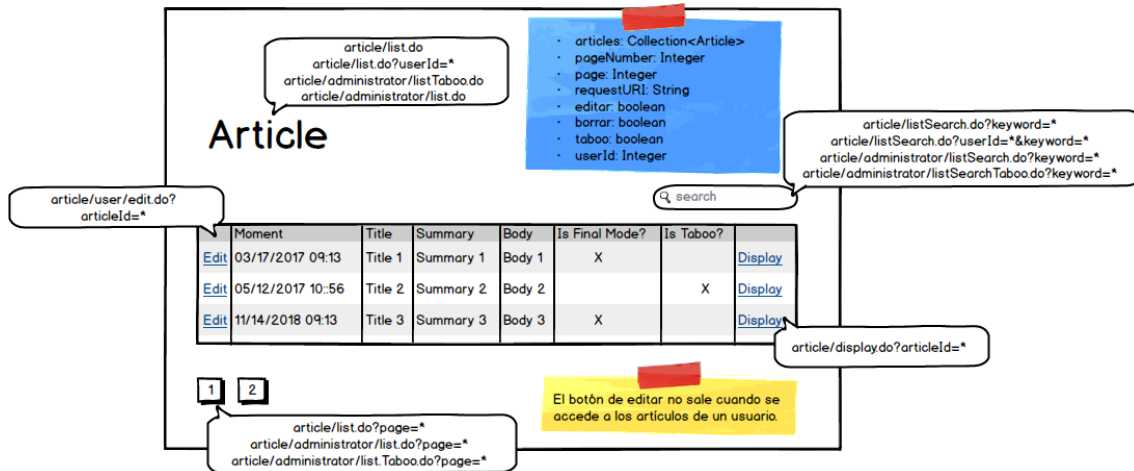 article/list.do
article/list.do?userId=*
article/administrator/listTaboo.do
article/administrator/list.do
· articles: Collection<Article>
· pageNumber: Integer
· page: Integer
· requestURI: String
· editar: boolean
· borrar: boolean
· taboo: boolean
· userId: Integer
Article
article/listSearch.do?keyword=*
article/listSearch.do?userId=*&keyword=*
article/administrator/listSearch.do?keyword=*
article/administrator/listSearchTaboo.do?keyword=*
search
article/user/edit.do?
articleId=*
Moment Title Summary Body Is Final Mode? Is Taboo?
Edit 03/17/2017 09:13 Title 1 Summary 1 Body 1 X Display
Edit 05/12/2017 10::56 Title 2 Summary 2 Body 2 X Display
Edit 11/14/2018 09:13 Title 3 Summary 3 Body 3 X Display
article/display.do?articleId=*
1 2
El botón de editar no sale cuando se
accede a los artículos de un usuario.
article/list.do?page=*
article/administrator/list.do?page=*
article/administrator/list.Taboo.do?page=*